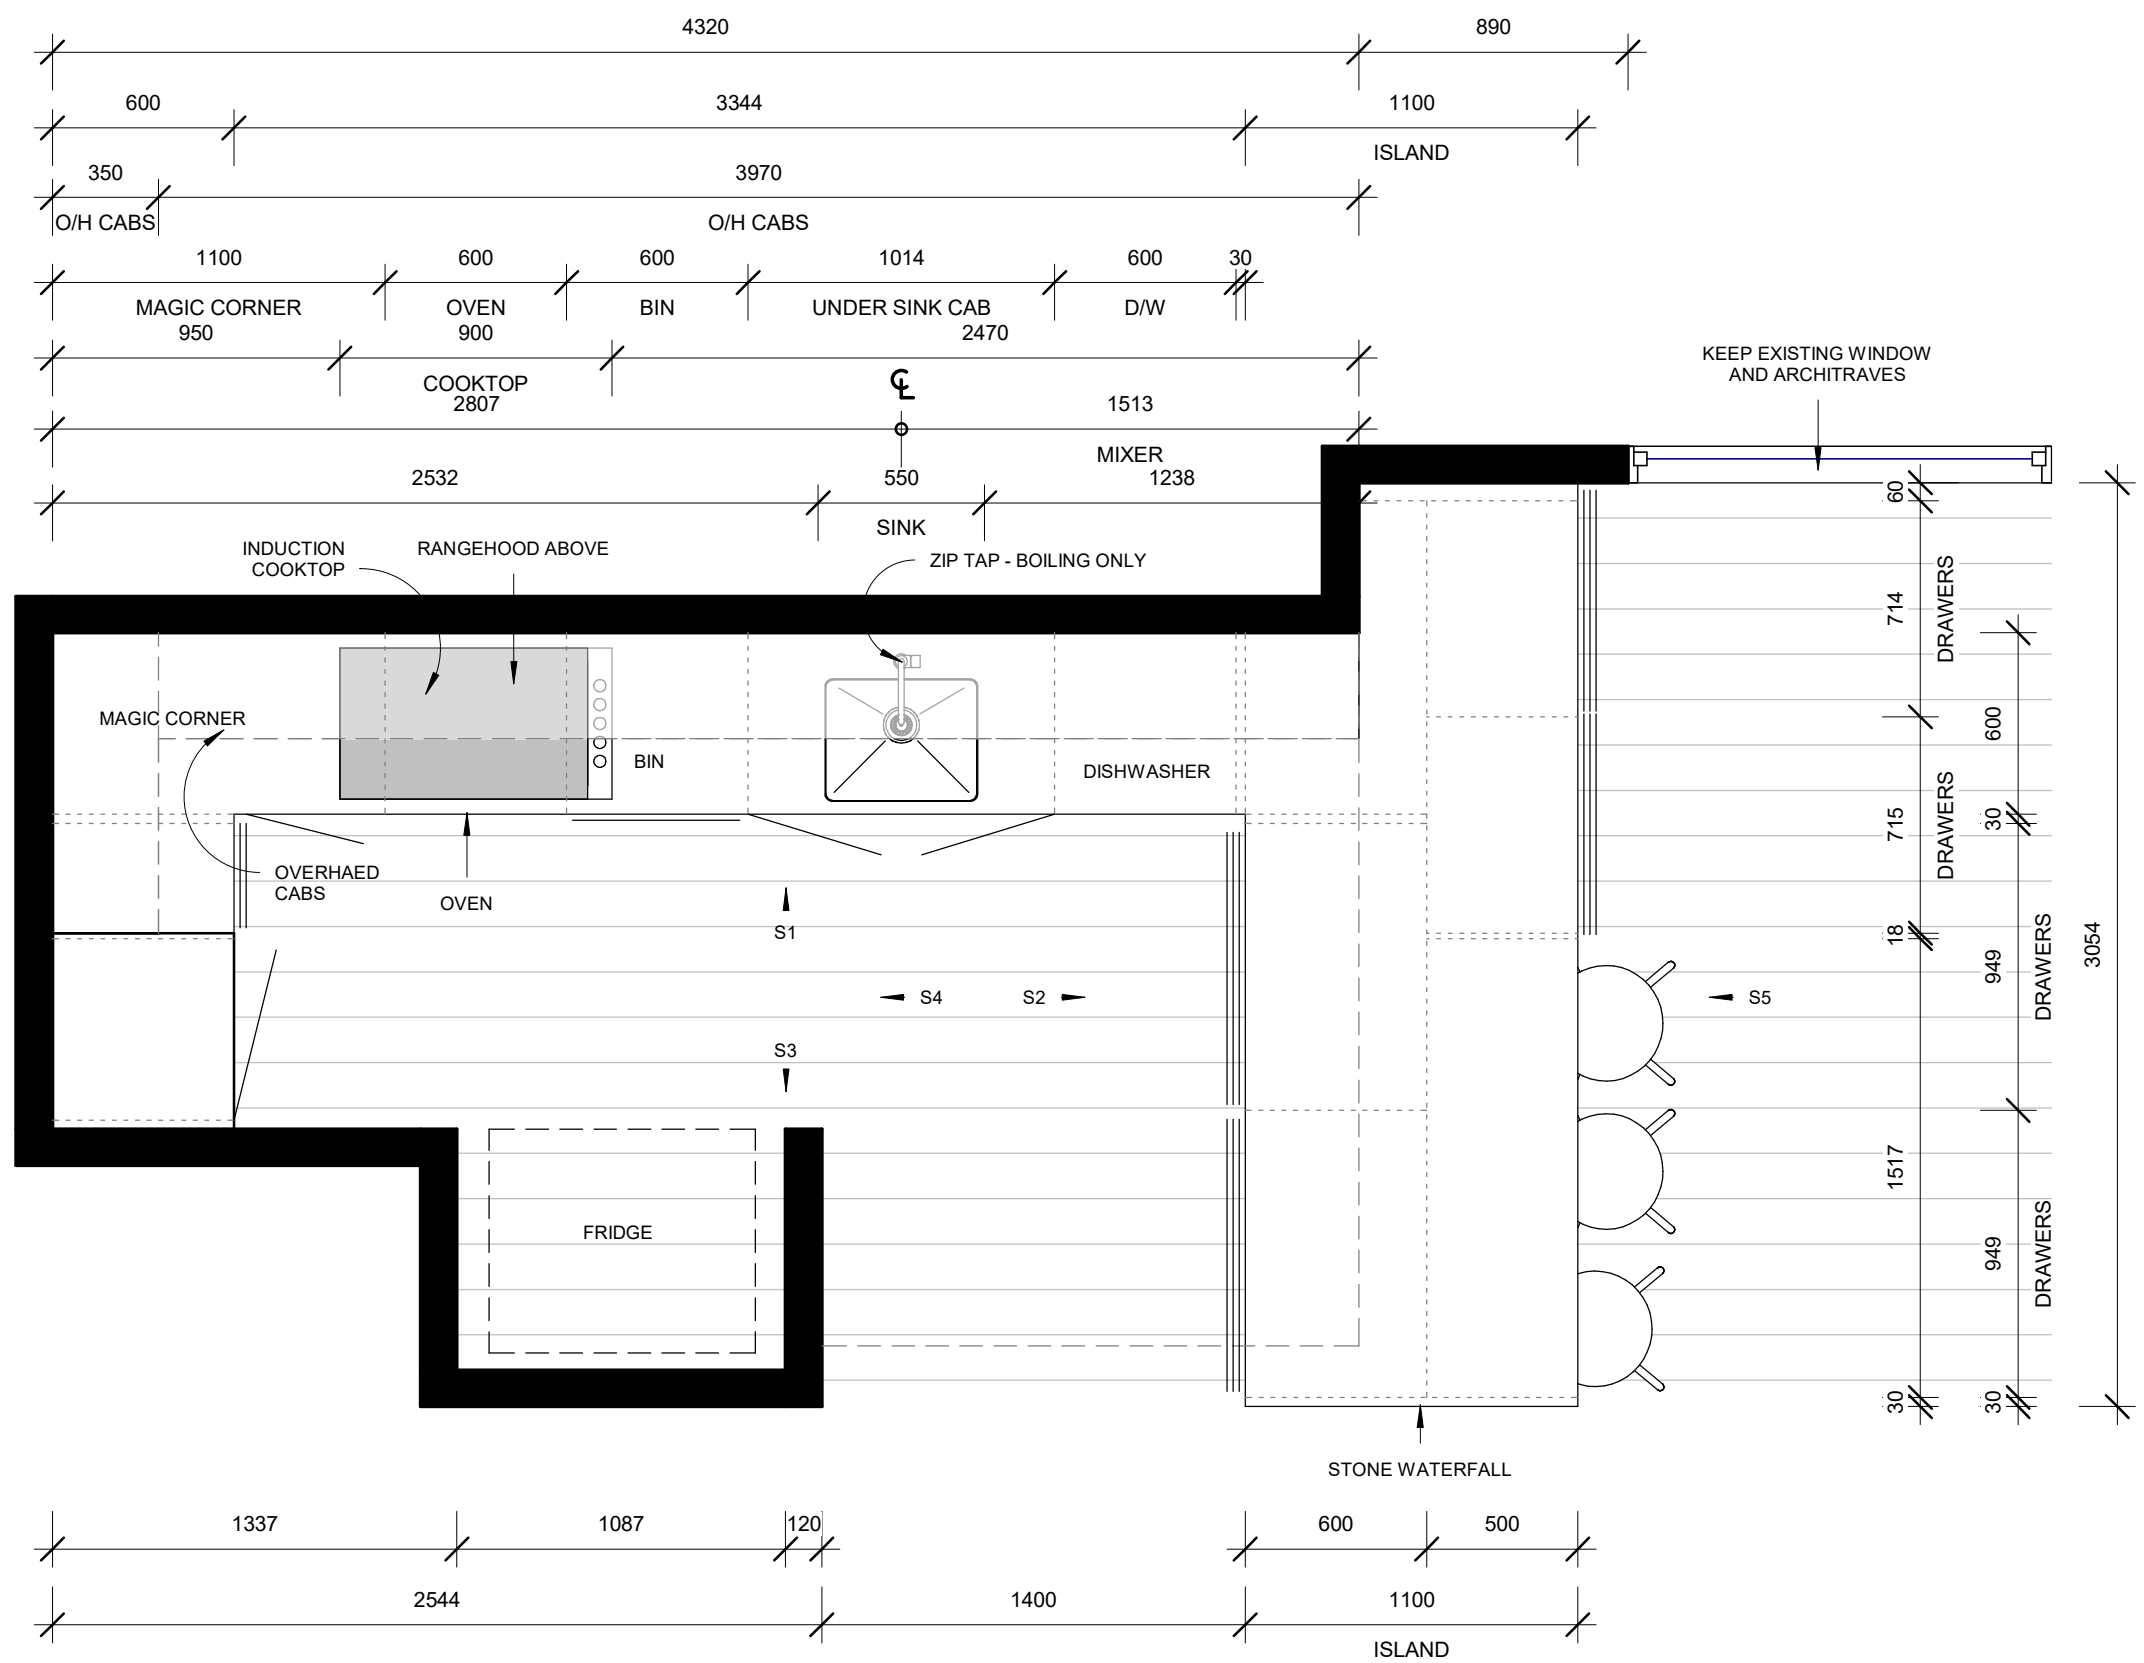 4320 890
600 3344 1100
ISLAND
350 3970
O/H CABS O/H CABS
1100 600 600 1014 600 30
MAGIC CORNER OVEN BIN UNDER SINK CAB D/W
950 900 2470
COOKTOP
℄
2807 1513
MIXER
2532 550 1238
SINK
KEEP EXISTING WINDOW
AND ARCHITRAVES
INDUCTION
COOKTOP
RANGEHOOD ABOVE
ZIP TAP - BOILING ONLY
MAGIC CORNER
BIN
DISHWASHER
OVERHAED
CABS
OVEN
S1
S4 S2 S5
S3
FRIDGE
STONE WATERFALL
60
714
DRAWERS
715
DRAWERS
18
1517
30
600
30
949
DRAWERS
949
DRAWERS
30
3054
1337 1087 120 600 500
2544 1400 1100
ISLAND